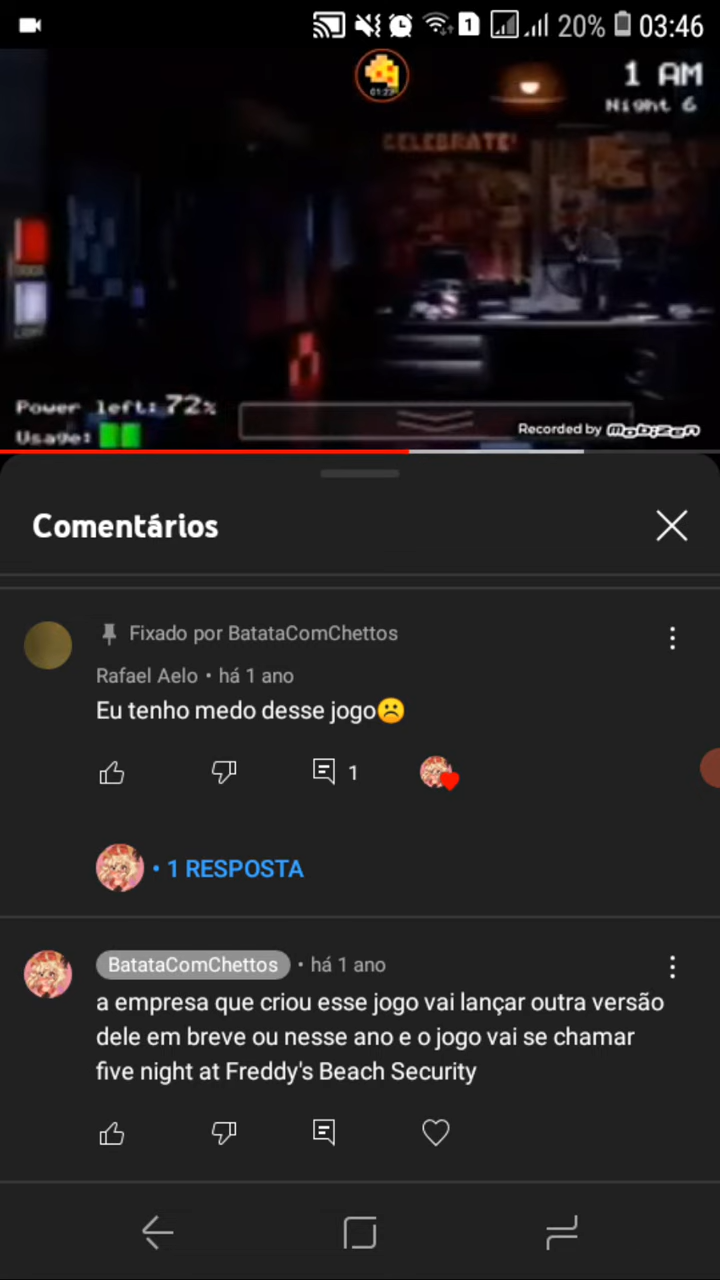 20% 03:46
01:23
1 AM
Night 6
CELEBRATE!
Power left: 72%
Usage:
Recorded by mobizen
Comentários
Fixado por BatataComChettos
Rafael Aelo • há 1 ano
Eu tenho medo desse jogo☹️
1
• 1 RESPOSTA
BatataComChettos • há 1 ano
a empresa que criou esse jogo vai lançar outra versão
dele em breve ou nesse ano e o jogo vai se chamar
five night at Freddy's Beach Security